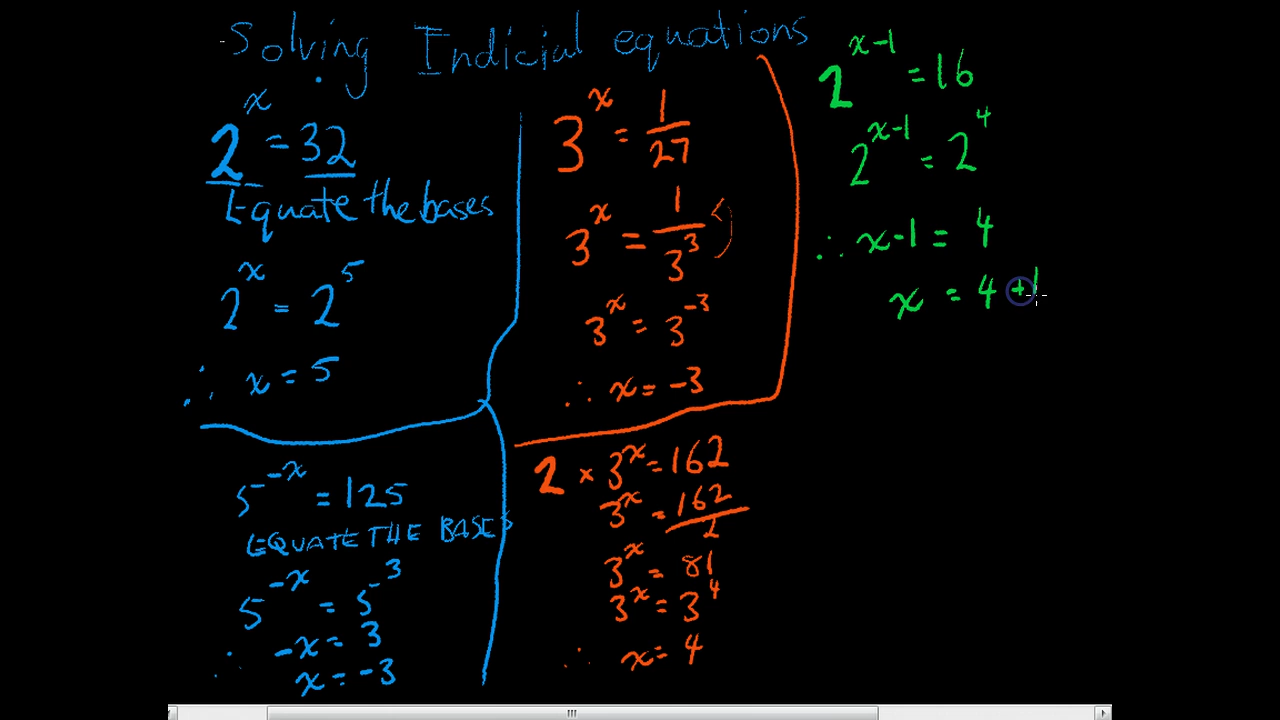 Solving Indicial equations
2^x = 32
Equate the bases
2^x = 2^5
∴ x = 5
3^x = 1/27
3^x = 1/3^3
3^x = 3^-3
∴ x = -3
2^x-1 = 16
2^x-1 = 2^4
∴ x-1 = 4
x = 4 + 1
5^-x = 125
EQUATE THE BASES
5^-x = 5^3
∴ -x = 3
x = -3
2 × 3^x = 162
3^x = 162/2
3^x = 81
3^x = 3^4
∴ x = 4